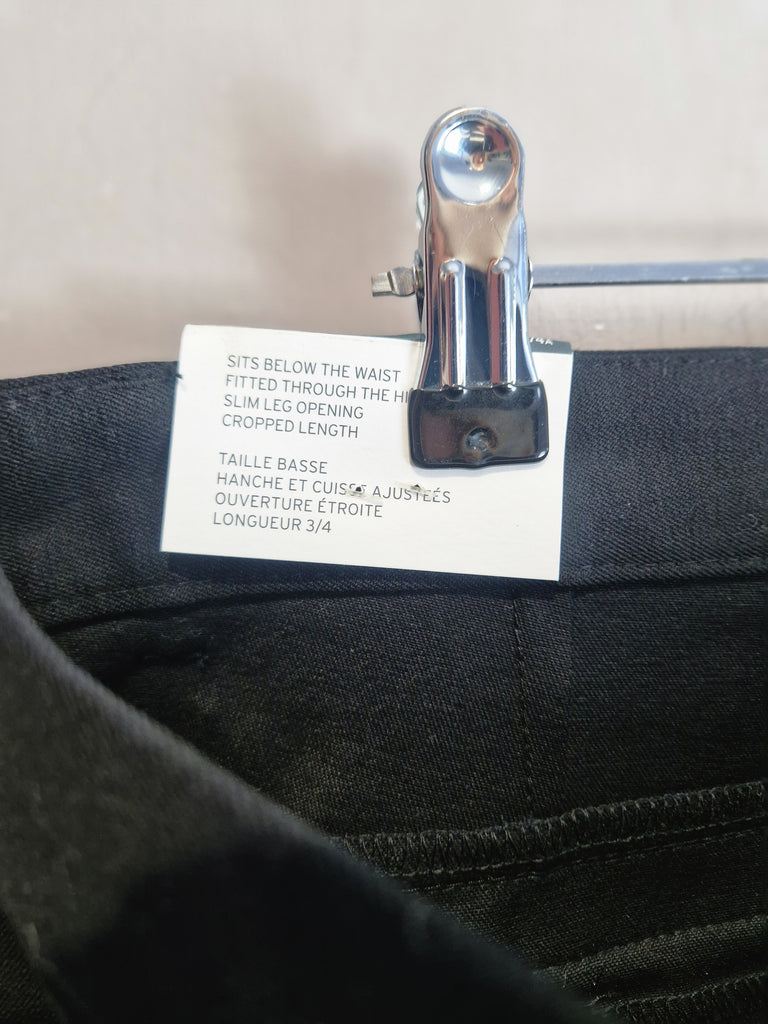 SITS BELOW THE WAIST
FITTED THROUGH THE
SLIM LEG OPENING
CROPPED LENGTH
TAILLE BASSE
HANCHE ET CUISSE AJUSTEÉS
OUVERTURE ÉTROITE
LONGUEUR 3/4